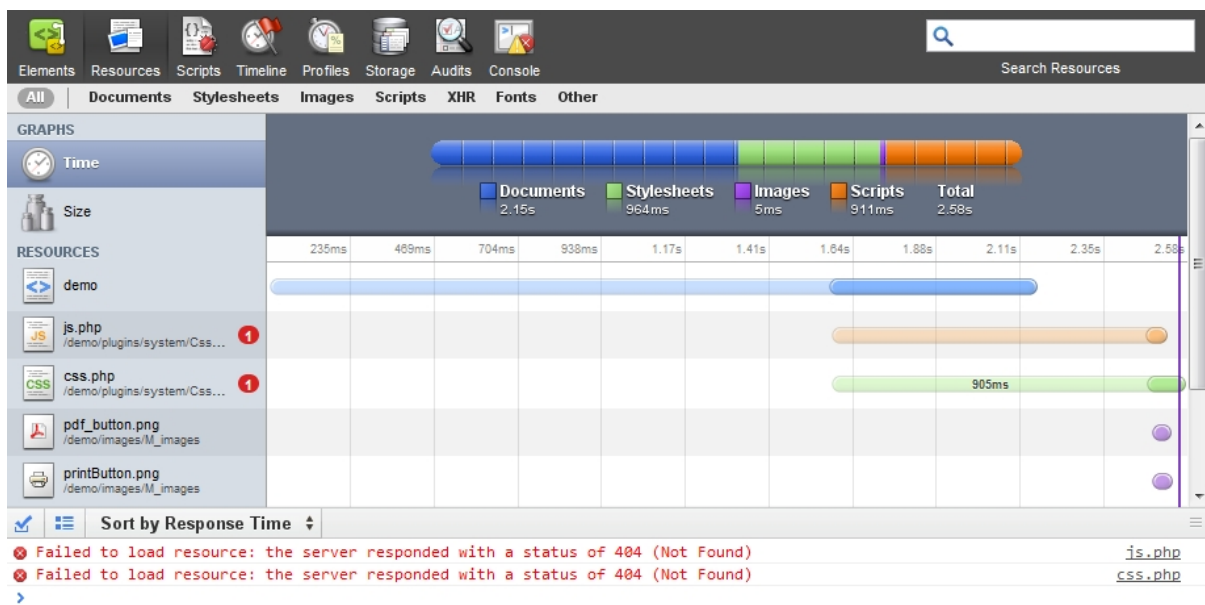 Elements Resources Scripts Timeline Profiles Storage Audits Console
Search Resources
All Documents Stylesheets Images Scripts XHR Fonts Other
GRAPHS
Time
Size
Documents Stylesheets Images Scripts Total
2.15s 964ms 5ms 911ms 2.58s
RESOURCES
235ms 469ms 704ms 938ms 1.17s 1.41s 1.64s 1.88s 2.11s 2.35s 2.58s
demo
js.php
/demo/plugins/system/Css...
1
css.php
/demo/plugins/system/Css...
1
905ms
pdf_button.png
/demo/images/M_images
printButton.png
/demo/images/M_images
Sort by Response Time
Failed to load resource: the server responded with a status of 404 (Not Found) js.php
Failed to load resource: the server responded with a status of 404 (Not Found) css.php